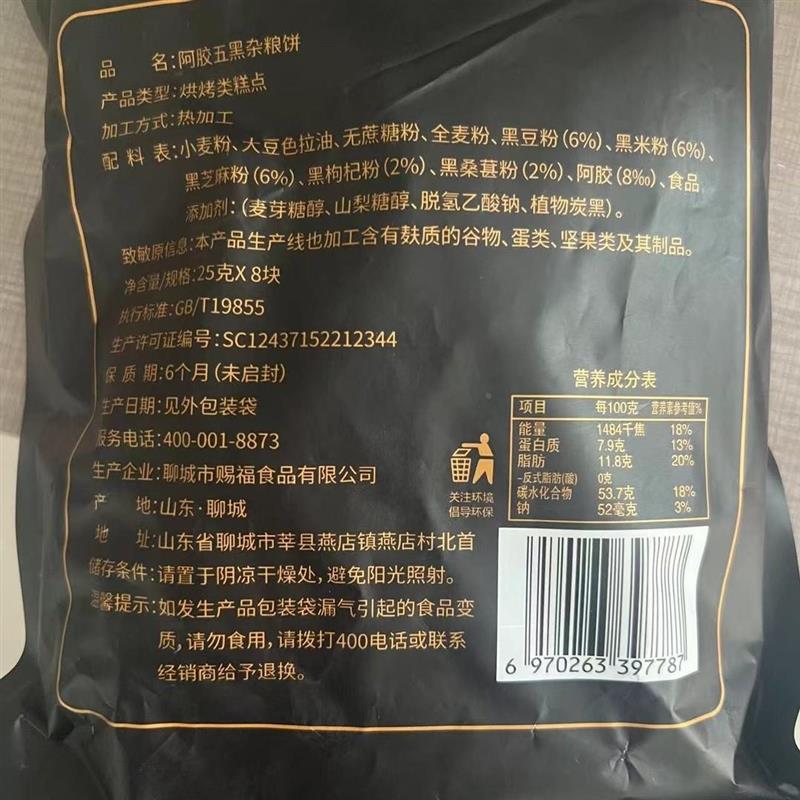 品 名:阿胶五黑杂粮饼
产品类型:烘烤类糕点
加工方式:热加工
配 料 表:小麦粉、大豆色拉油、无蔗糖粉、全麦粉、黑豆粉(6%)、黑米粉(6%)、
黑芝麻粉(6%)、黑枸杞粉(2%)、黑桑葚粉(2%)、阿胶(8‰)、食品
添加剂:(麦芽糖醇、山梨糖醇、脱氢乙酸钠、植物炭黑)。
致敏原信息:本产品生产线也加工含有麸质的谷物、蛋类、坚果类及其制品。
净含量/规格:25克X 8块
执行标准:GB/T19855
生产许可证编号:SC12437152212344
保 质 期:6个月(未启封)
生产日期:见外包装袋
服务电话:400-001-8873
生产企业:聊城市赐福食品有限公司
产 地:山东·聊城
地 址:山东省聊城市莘县燕店镇燕店村北首
储存条件:请置于阴凉干燥处,避免阳光照射。
温馨提示:如发生产品包装袋漏气引起的食品变
质,请勿食用,请拨打400电话或联系
经销商给予退换。
关注环境
倡导环保
营养成分表
项目 每100克 营养素参考值%
能量 1484千焦 18%
蛋白质 7.9克 13%
脂肪 11.8克 20%
-反式脂肪(酸) 0克
碳水化合物 53.7克 18%
钠 52毫克 3%
6 970263 397787